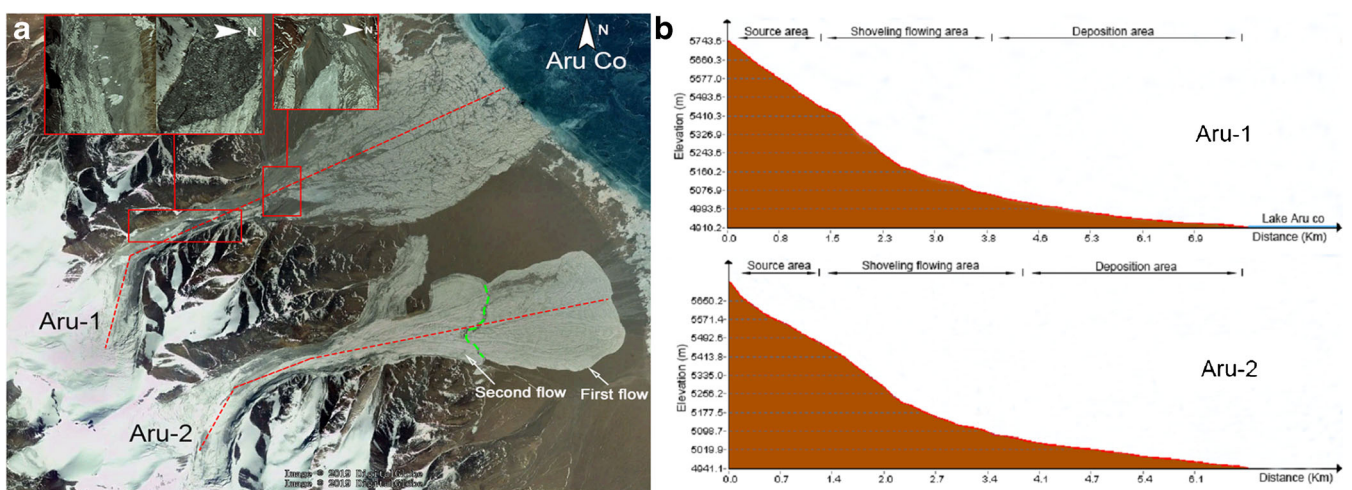 a
N
N
N
Aru Co
Aru-1
Aru-2
Second flow
First flow
Image © 2019 DigitalGlobe
Image © 2019 DigitalGlobe
b
Source area
Shoveling flowing area
Deposition area
Elevation (m)
5743.6
5660.3
5577.0
5493.6
5410.3
5326.9
5243.6
5160.2
5076.9
4993.5
4910.2
Aru-1
Lake Aru co
0.0 0.8 1.5 2.3 3.0 3.8 4.6 5.3 6.1 6.9 Distance (Km)
Source area
Shoveling flowing area
Deposition area
Elevation (m)
5650.2
5571.4
5492.6
5413.8
5335.0
5256.2
5177.5
5098.7
5019.9
4941.1
Aru-2
0.0 0.7 1.4 2.0 2.7 3.4 4.1 4.7 5.4 6.1 Distance (Km)